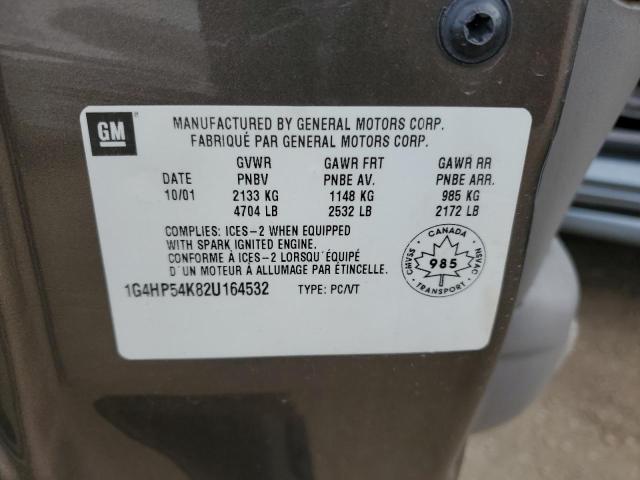 GM
MANUFACTURED BY GENERAL MOTORS CORP.
FABRIQUÉ PAR GENERAL MOTORS CORP.
GVWR GAWR FRT GAWR RR
DATE PNBV PNBE AV. PNBE ARR.
10/01 2133 KG 1148 KG 985 KG
4704 LB 2532 LB 2172 LB
COMPLIES: ICES-2 WHEN EQUIPPED
WITH SPARK IGNITED ENGINE.
CONFORME À ICES-2 LORSQU'ÉQUIPÉ
D'UN MOTEUR À ALLUMAGE PAR ÉTINCELLE.
CANADA
CMVSS 985 NSVAC
TRANSPORT
1G4HP54K82U164532 TYPE: PC/VT